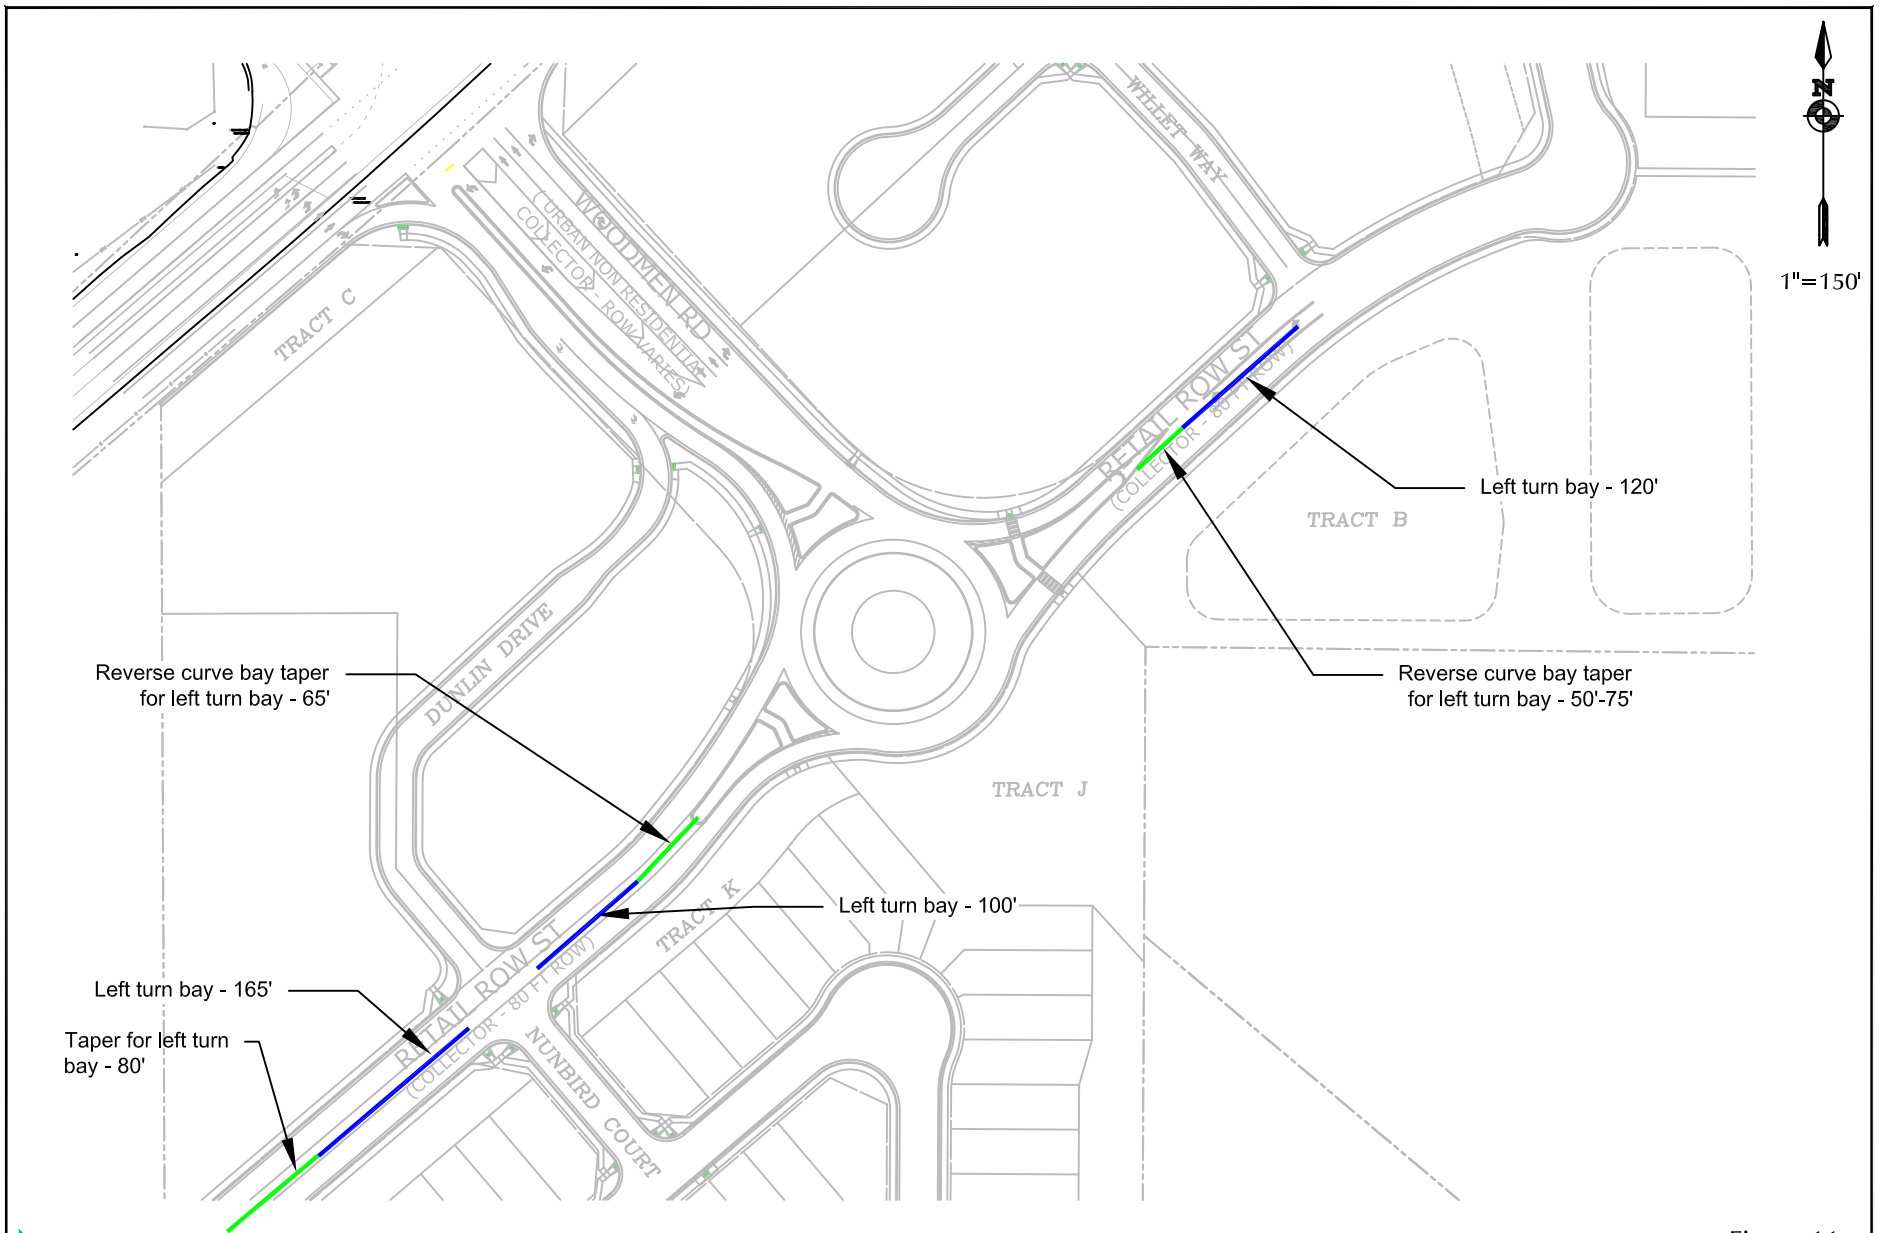 N
1"=150'
WILLET WAY
WOODMEN RD
(URBAN NON RESIDENTIAL
COLLECTOR - ROW VARIES)
TRACT C
RETAIL ROW ST
(COLLECTOR - 80 FT ROW)
Left turn bay - 120'
TRACT B
DUNLIN DRIVE
Reverse curve bay taper
for left turn bay - 65'
Reverse curve bay taper
for left turn bay - 50'-75'
TRACT J
TRACT K
Left turn bay - 100'
RETAIL ROW ST
(COLLECTOR - 80 FT ROW)
Left turn bay - 165'
Taper for left turn
bay - 80'
NUNBIRD COURT